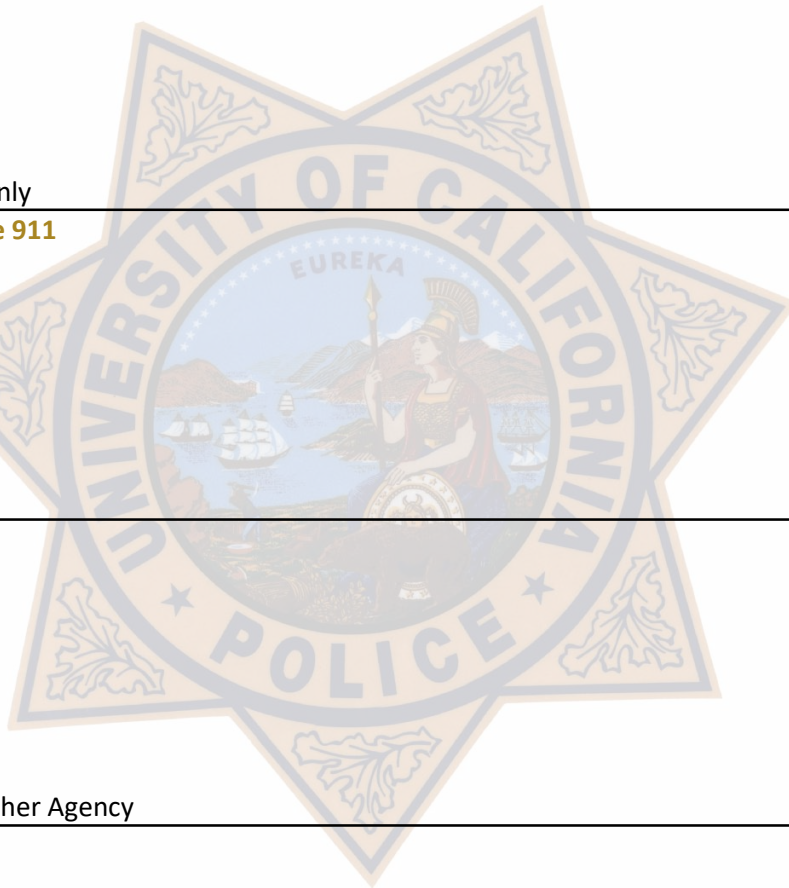 nly
e 911
UNIVERSITY OF CALIFORNIA
EUREKA
POLICE
her Agency